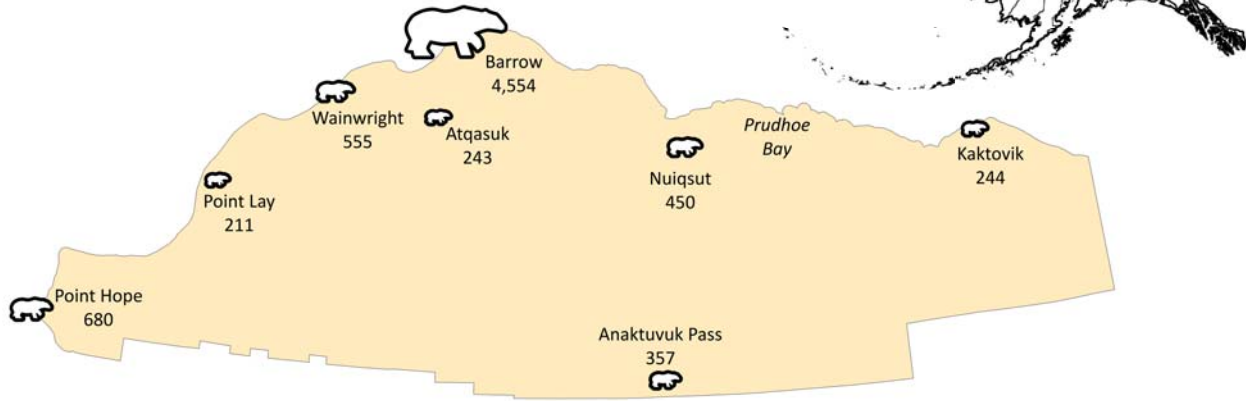 Barrow
4,554
Wainwright
555
Atqasuk
243
Prudhoe
Bay
Kaktovik
244
Nuiqsut
450
Point Lay
211
Point Hope
680
Anaktuvuk Pass
357